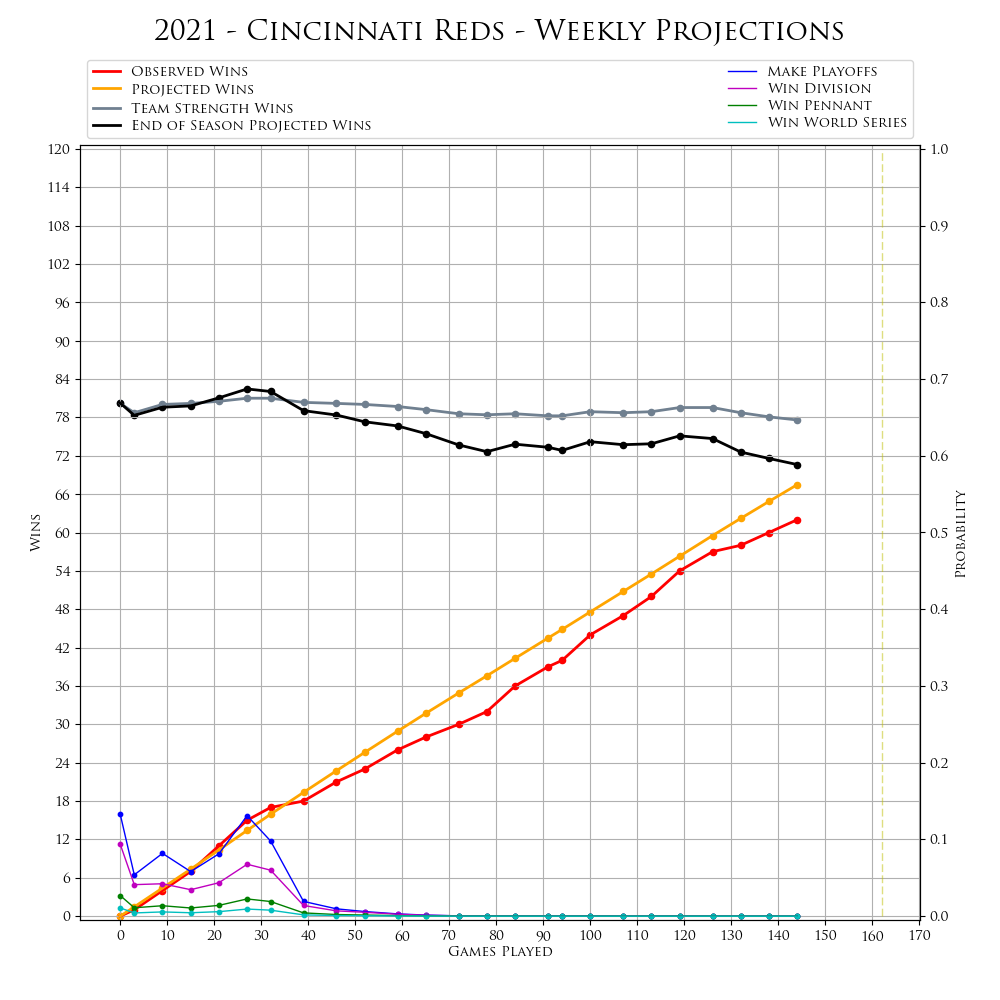 2021 - Cincinnati Reds - Weekly Projections
Observed Wins
Projected Wins
Team Strength Wins
End of Season Projected Wins
Make Playoffs
Win Division
Win Pennant
Win World Series
120
114
108
102
96
90
84
78
72
66
60
54
48
42
36
30
24
18
12
6
0
Wins
1.0
0.9
0.8
0.7
0.6
0.5
0.4
0.3
0.2
0.1
0.0
Probability
0 10 20 30 40 50 60 70 80 90 100 110 120 130 140 150 160 170
Games Played